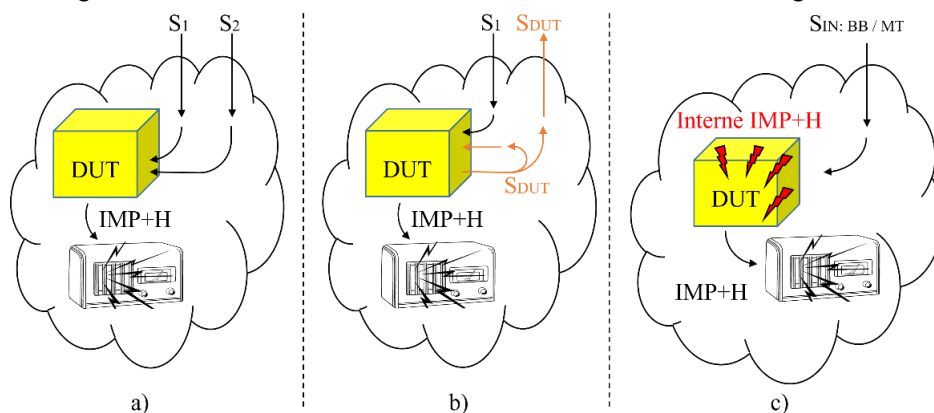 S1 S2
DUT
IMP+H
a)
S1 SDUT
DUT
SDUT
IMP+H
b)
SIN: BB / MT
Interne IMP+H
DUT
IMP+H
c)